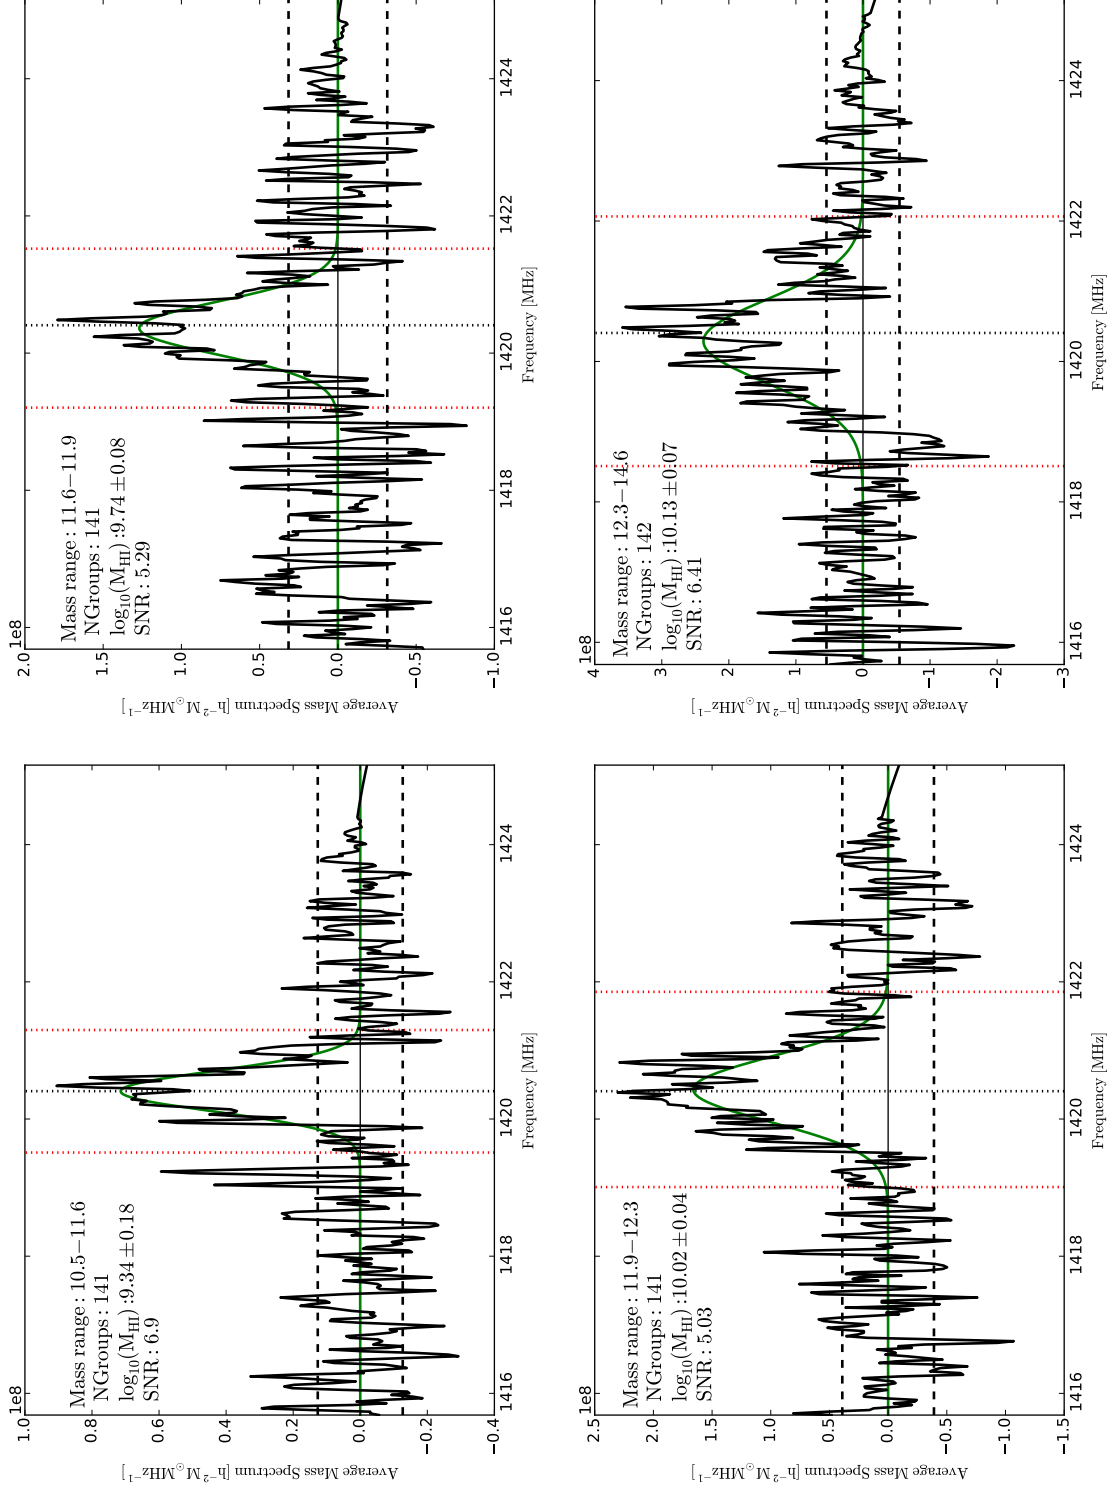 1e8
Mass range : 10.5−11.6
NGroups : 141
log₁₀(M_HI) :9.34±0.18
SNR : 6.9
1.0
0.8
0.6
0.4
0.2
0.0
−0.2
−0.4
Average Mass Spectrum [h⁻²M⊙MHz⁻¹]
1416 1418 1420 1422 1424
Frequency [MHz]
1e8
Mass range : 11.6−11.9
NGroups : 141
log₁₀(M_HI) :9.74±0.08
SNR : 5.29
2.0
1.5
1.0
0.5
0.0
−0.5
−1.0
Average Mass Spectrum [h⁻²M⊙MHz⁻¹]
1416 1418 1420 1422 1424
Frequency [MHz]
Mass range : 11.9−12.3
NGroups : 141
log₁₀(M_HI) :10.02±0.04
SNR : 5.03
1e8
2.5
2.0
1.5
1.0
0.5
0.0
−0.5
−1.0
−1.5
Average Mass Spectrum [h⁻²M⊙MHz⁻¹]
1416 1418 1420 1422 1424
Frequency [MHz]
1e8
Mass range : 12.3−14.6
NGroups : 142
log₁₀(M_HI) :10.13±0.07
SNR : 6.41
4
3
2
1
0
−1
−2
−3
Average Mass Spectrum [h⁻²M⊙MHz⁻¹]
1416 1418 1420 1422 1424
Frequency [MHz]